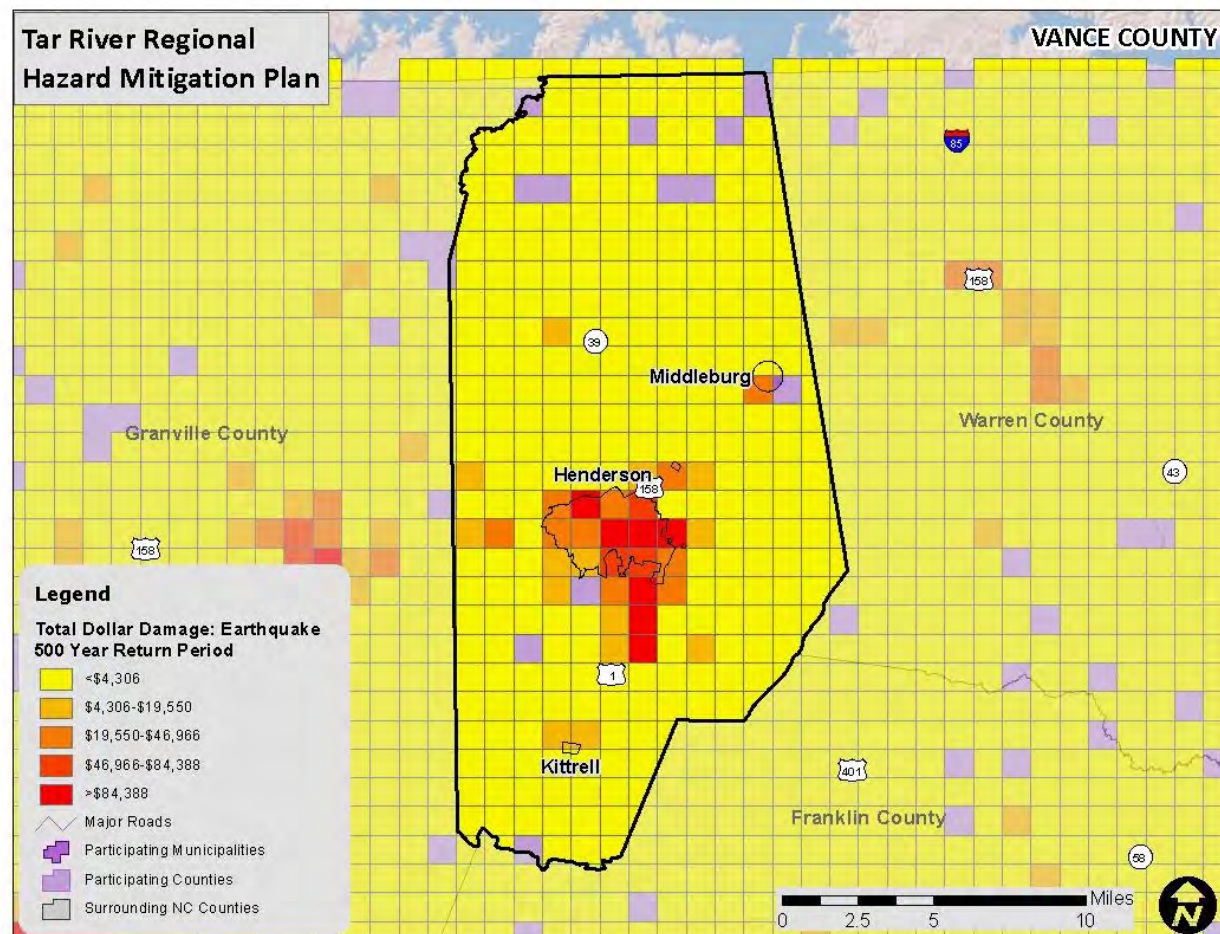 Tar River Regional
Hazard Mitigation Plan
VANCE COUNTY
85
158
39
Middleburg
Granville County
Warren County
43
Henderson
158
158
Legend
Total Dollar Damage: Earthquake
500 Year Return Period
<$4,306
$4,306-$19,550
$19,550-$46,966
$46,966-$84,388
>$84,388
Major Roads
Participating Municipalities
Participating Counties
Surrounding NC Counties
1
Kittrell
401
Franklin County
58
Miles
0 2.5 5 10
N